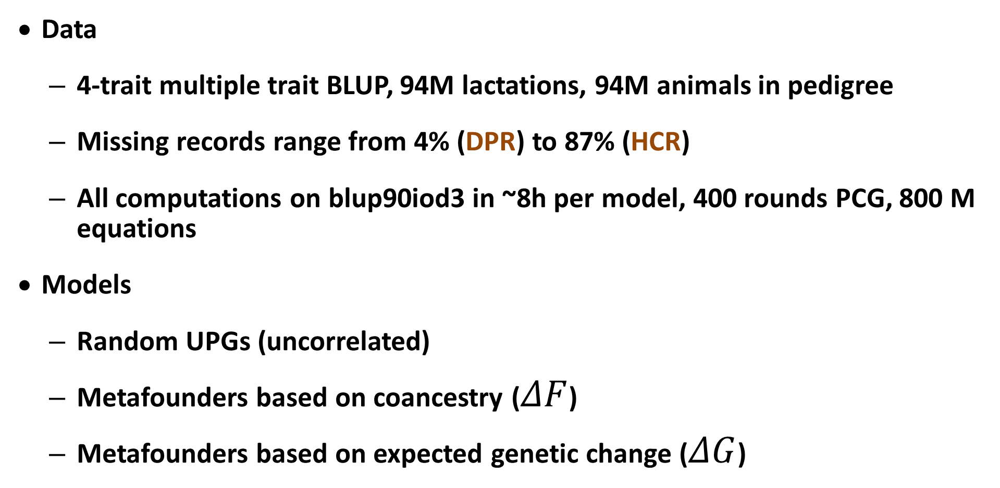 • Data
– 4-trait multiple trait BLUP, 94M lactations, 94M animals in pedigree
– Missing records range from 4% (DPR) to 87% (HCR)
– All computations on blup90iod3 in ~8h per model, 400 rounds PCG, 800 M
equations
• Models
– Random UPGs (uncorrelated)
– Metafounders based on coancestry (ΔF)
– Metafounders based on expected genetic change (ΔG)